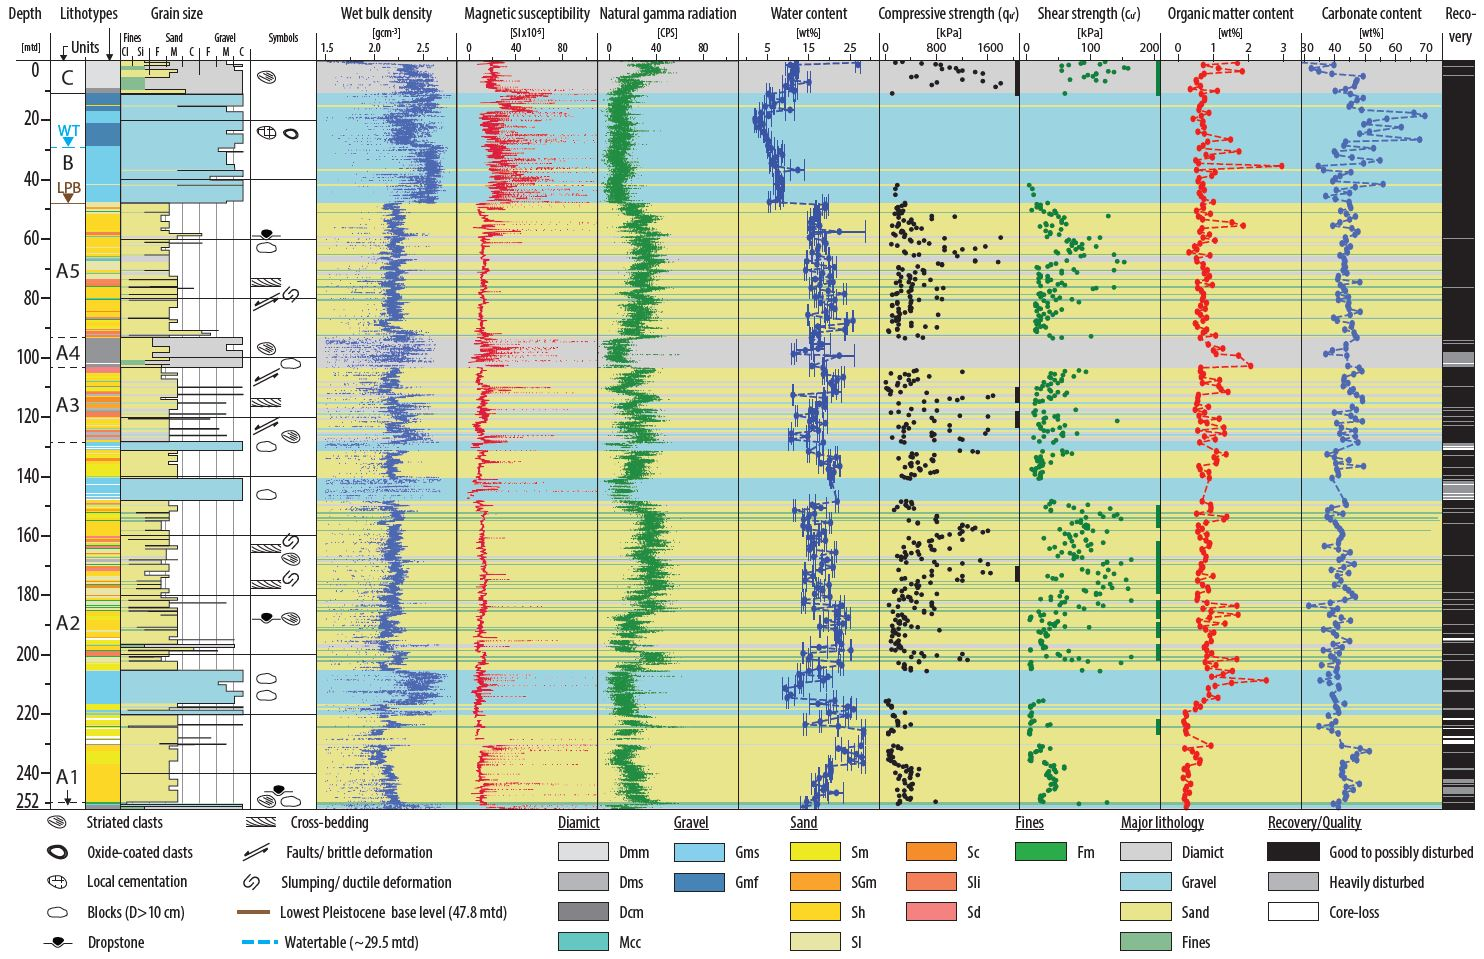 Depth Lithotypes Grain size Wet bulk density Magnetic susceptibility Natural gamma radiation Water content Compressive strength (qu') Shear strength (cu') Organic matter content Carbonate content Reco-
very
[mtd] Units Fines Sand Gravel Symbols [gcm-3] [SIx10-5] [CPS] [wt%] [kPa] [kPa] [wt%] [wt%]
Cl Si F M C F M C
1.5 2.0 2.5 0 40 80 0 40 80 5 15 25 0 800 1600 0 100 200 0 1 2 3 30 40 50 60 70
0
C
20
WT
B
40
LPB
60
A5
80
A4
100
A3
120
140
160
180
A2
200
220
240
A1
252
Striated clasts
Oxide-coated clasts
Local cementation
Blocks (D>10 cm)
Dropstone
Cross-bedding
Faults/ brittle deformation
Slumping/ ductile deformation
Lowest Pleistocene base level (47.8 mtd)
Watertable (~29.5 mtd)
Diamict
Dmm
Dms
Dcm
Mcc
Gravel
Gms
Gmf
Sand
Sm
SGm
Sh
Sl
Sc
Sli
Sd
Fines
Fm
Major lithology
Diamict
Gravel
Sand
Fines
Recovery/Quality
Good to possibly disturbed
Heavily disturbed
Core-loss